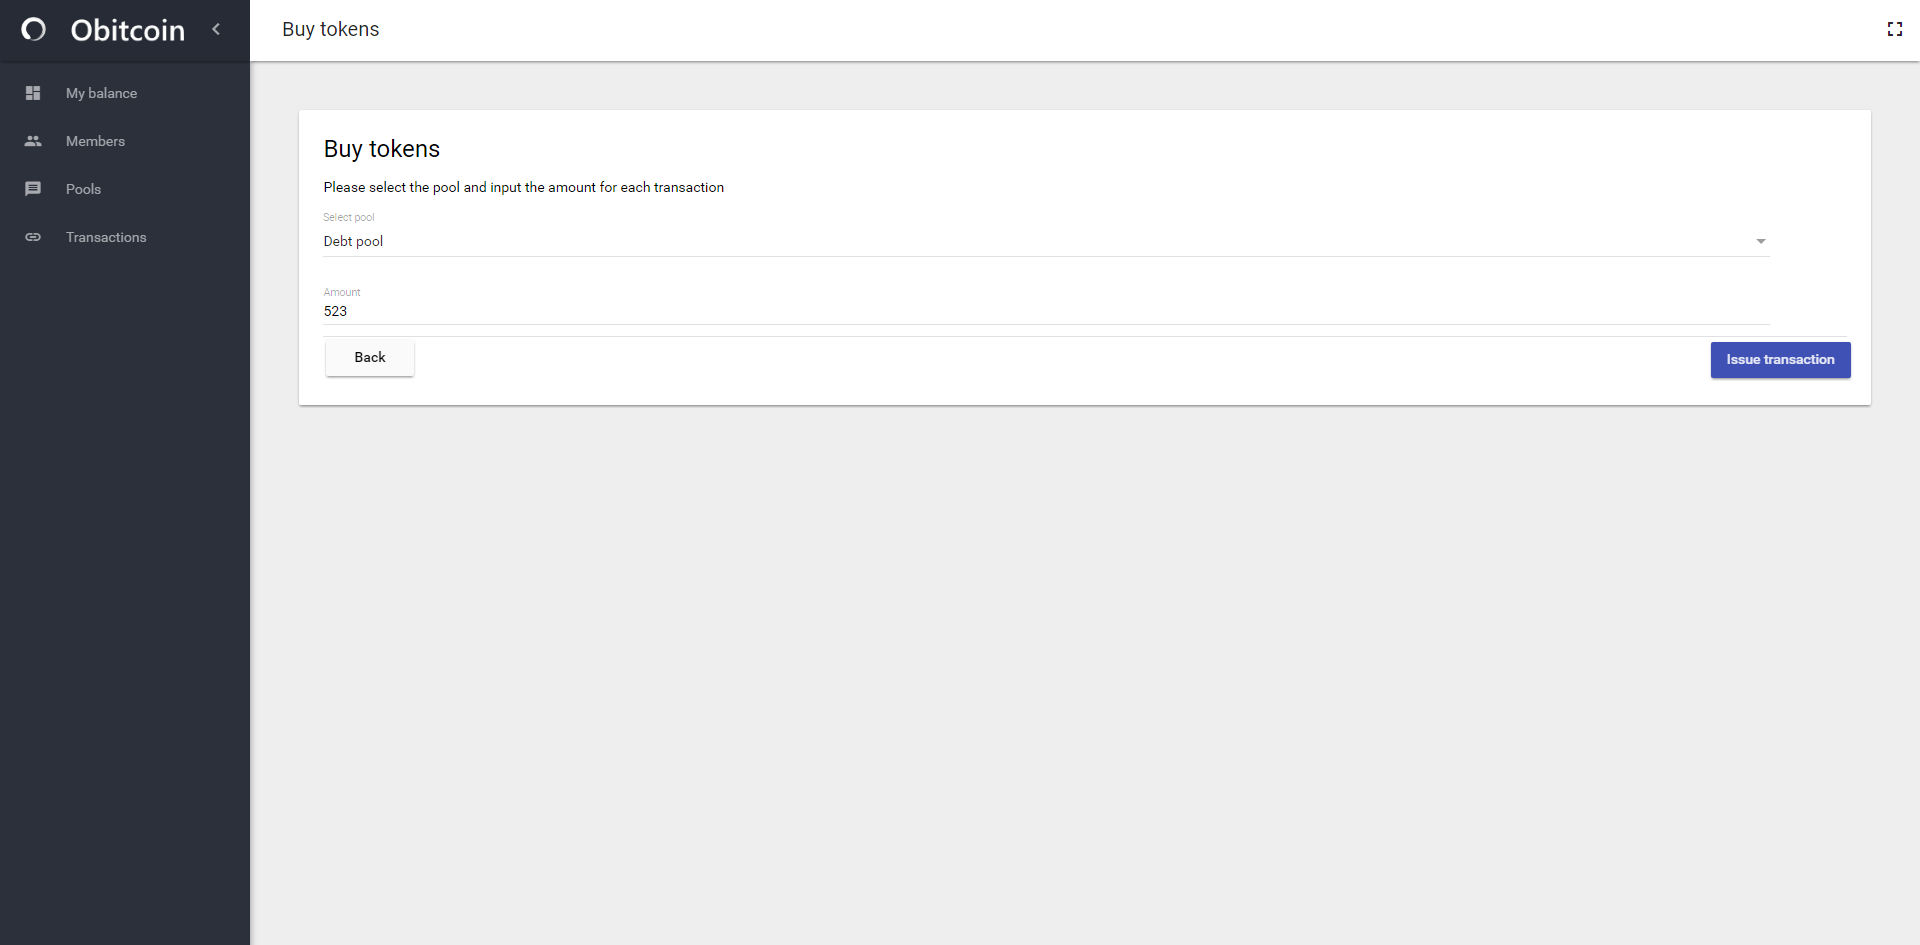 Obitcoin
Buy tokens
My balance
Members
Pools
Transactions
Buy tokens
Please select the pool and input the amount for each transaction
Select pool
Debt pool
Amount
523
Back
Issue transaction